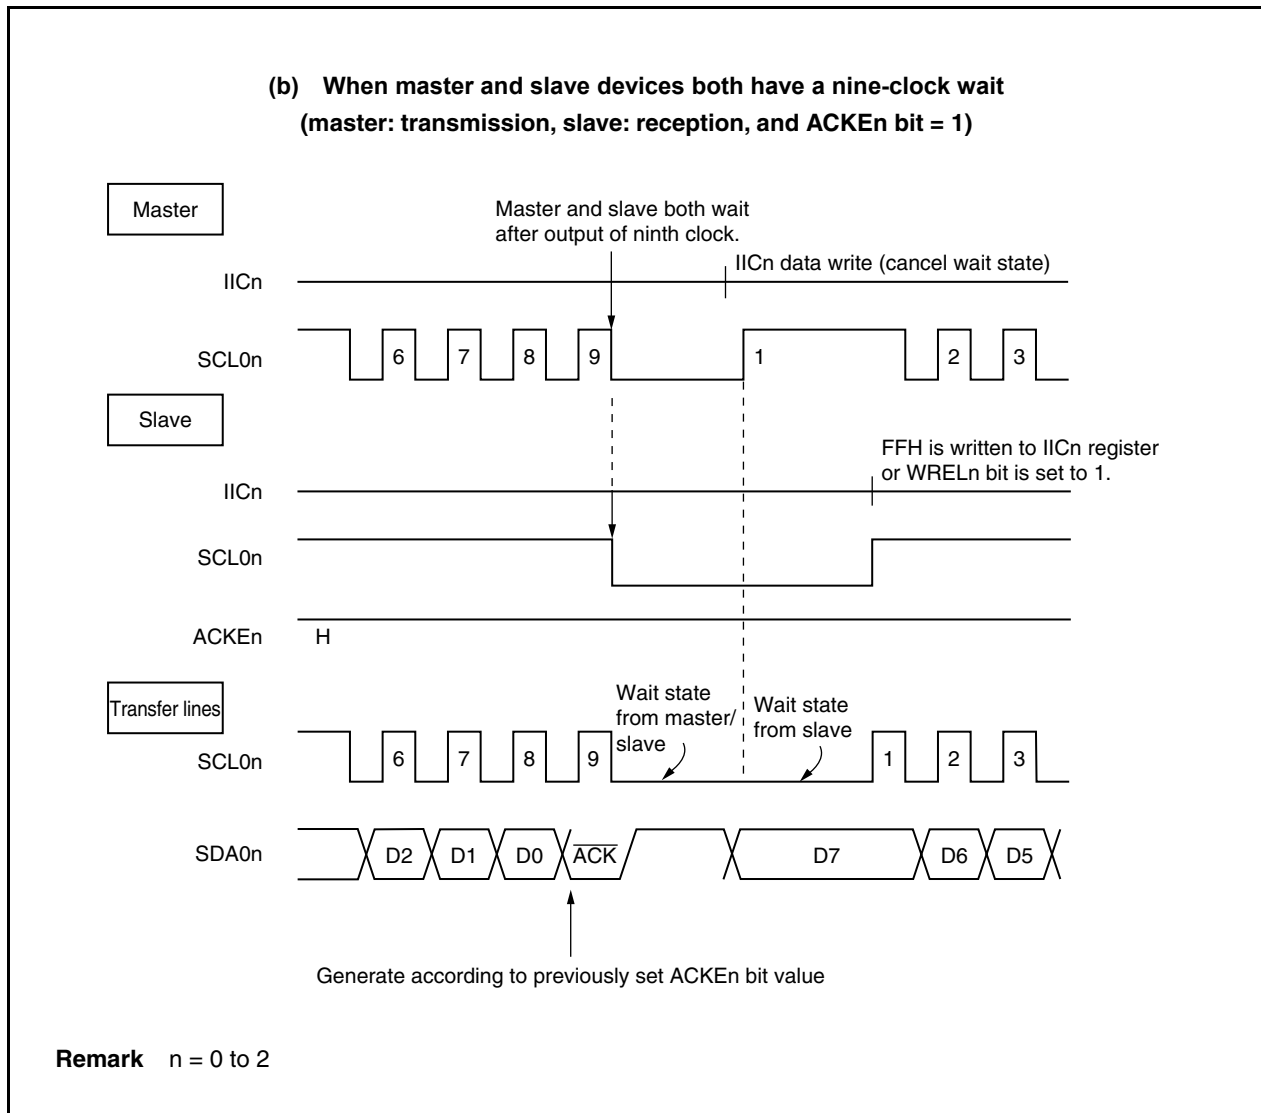 (b) When master and slave devices both have a nine-clock wait
(master: transmission, slave: reception, and ACKEn bit = 1)
Master
Master and slave both wait
after output of ninth clock.
IICn data write (cancel wait state)
IICn
SCL0n
6 7 8 9 1 2 3
Slave
FFH is written to IICn register
or WRELn bit is set to 1.
IICn
SCL0n
ACKEn H
Transfer lines
Wait state
from master/
slave
Wait state
from slave
SCL0n
6 7 8 9 1 2 3
SDA0n
D2 D1 D0 A̅C̅K̅ D7 D6 D5
Generate according to previously set ACKEn bit value
Remark n = 0 to 2